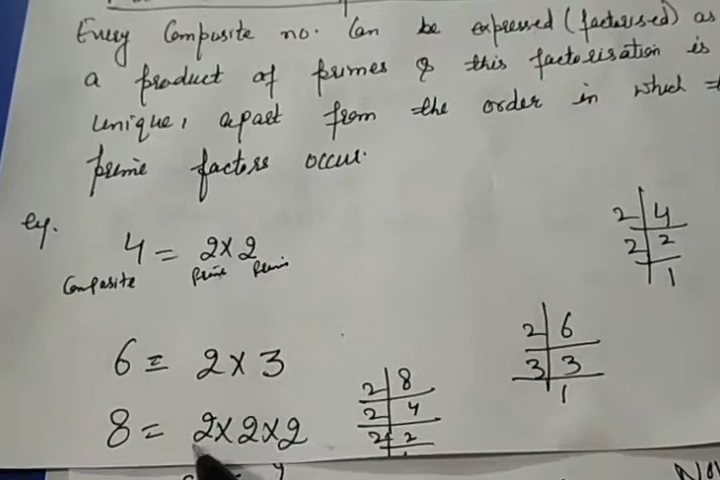 Every Composite no. Can be expressed (factorised) as
a product of primes & this factorisation is
unique, apart from the order in which
prime factors occur.
eg.
4 = 2×2
Composite prime prime
2 4
2 2
1
6 = 2 × 3
2 6
3 3
1
8 = 2×2×2
2 8
2 4
2 2
1